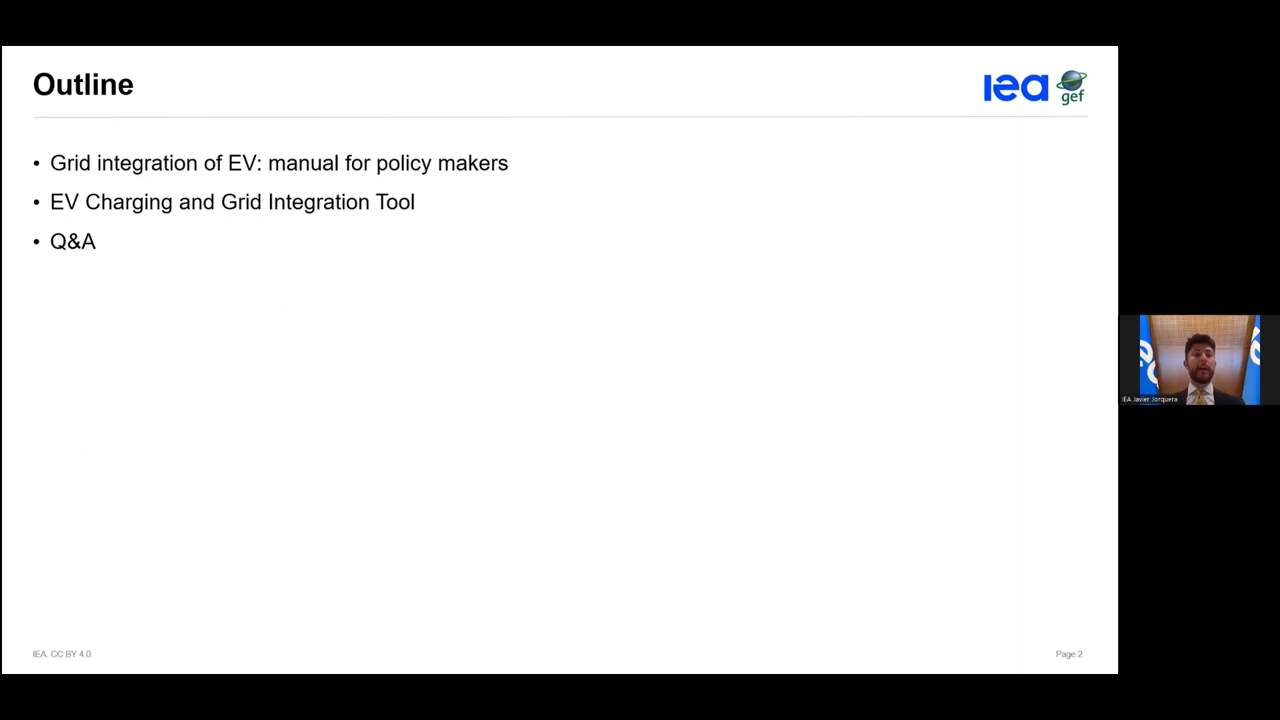 Outline
iea
gef
• Grid integration of EV: manual for policy makers
• EV Charging and Grid Integration Tool
• Q&A
IEA Javier Jorquera
IEA. CC BY 4.0.
Page 2